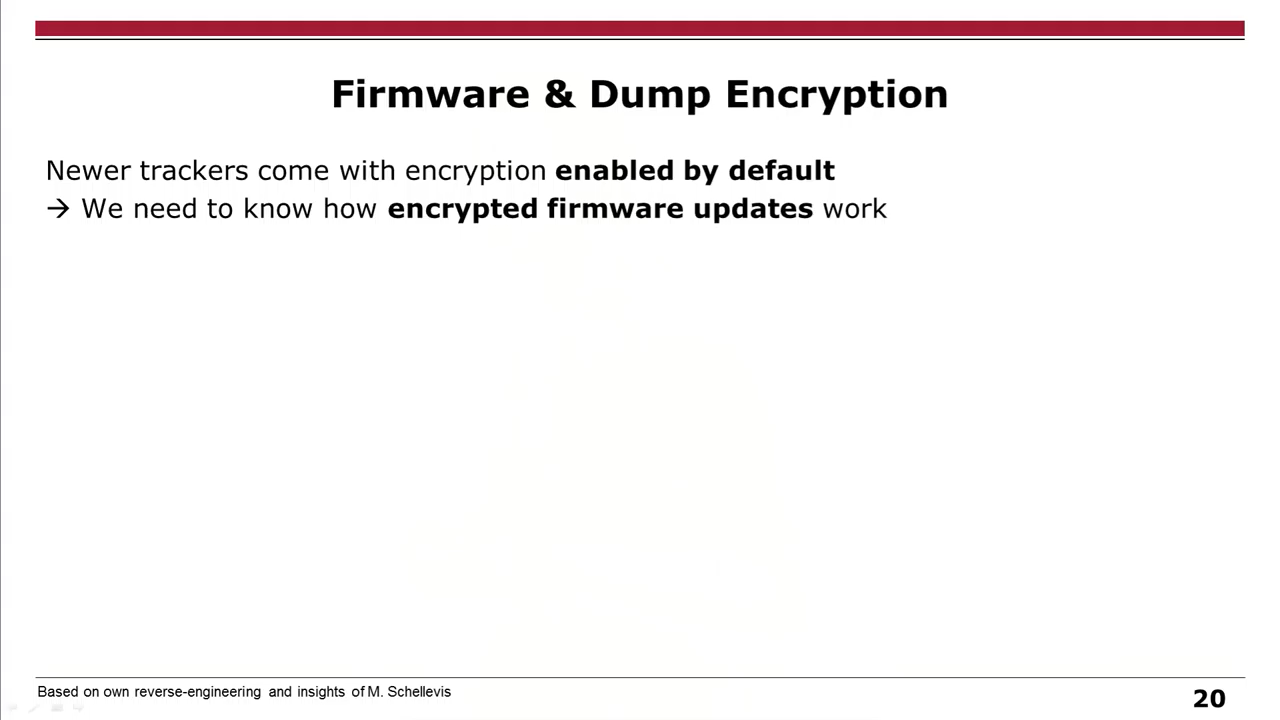 Firmware & Dump Encryption
Newer trackers come with encryption enabled by default
→ We need to know how encrypted firmware updates work
Based on own reverse-engineering and insights of M. Schellevis
20